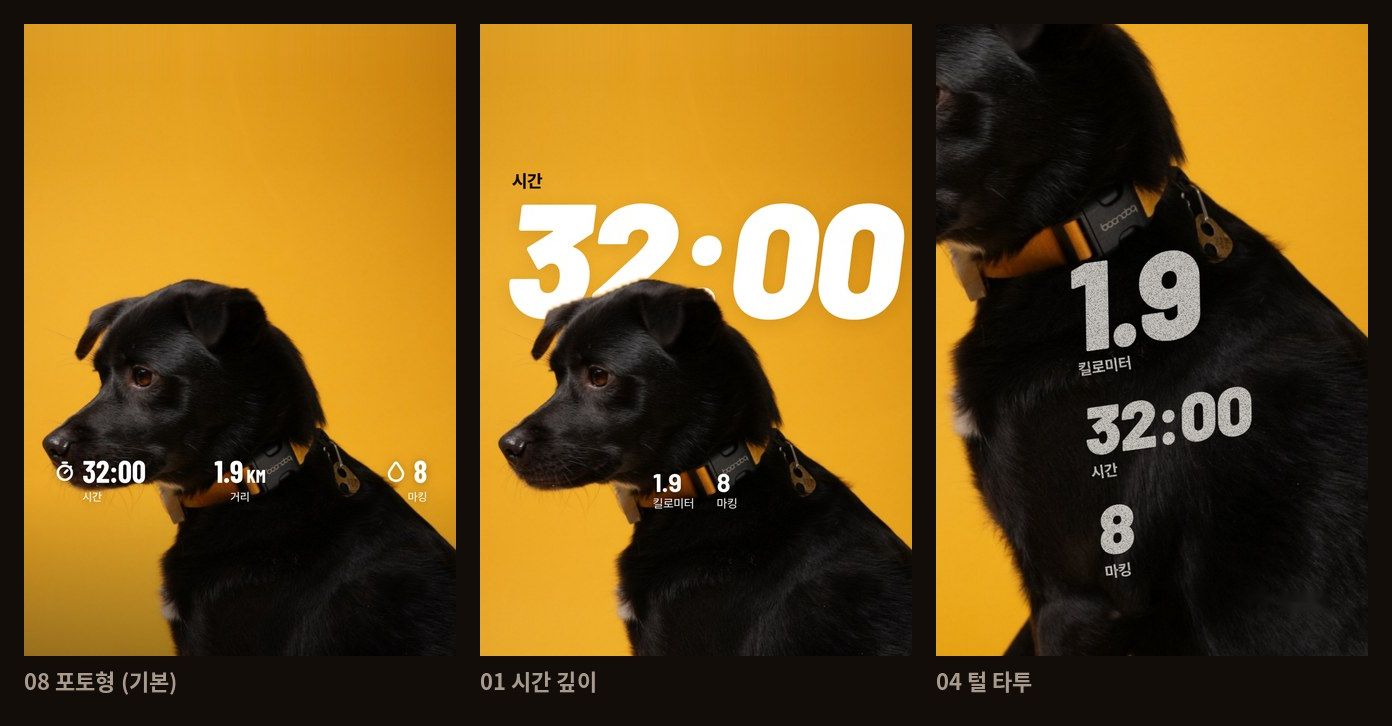 32:00
시간
1.9 KM
거리
8
마킹
boondog
08 포토형 (기본)
시간
32:00
1.9
킬로미터
8
마킹
01 시간 깊이
boondog
1.9
킬로미터
32:00
시간
8
마킹
04 털 타투